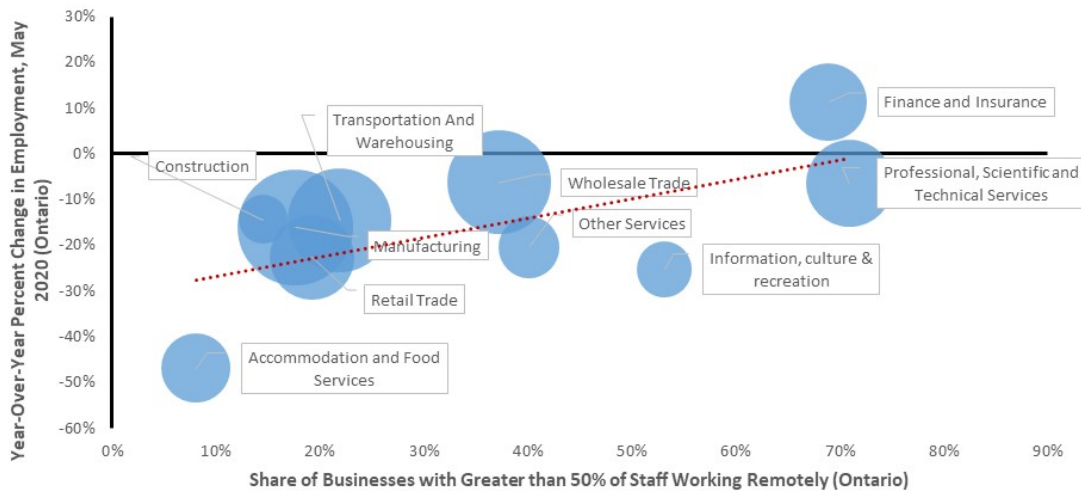 30%
20%
10%
0%
-10%
-20%
-30%
-40%
-50%
-60%
Year-Over-Year Percent Change in Employment, May
2020 (Ontario)
Transportation And
Warehousing
Construction
Finance and Insurance
Wholesale Trade
Professional, Scientific and
Technical Services
Manufacturing
Other Services
Information, culture &
recreation
Retail Trade
Accommodation and Food
Services
0%
10%
20%
30%
40%
50%
60%
70%
80%
90%
Share of Businesses with Greater than 50% of Staff Working Remotely (Ontario)